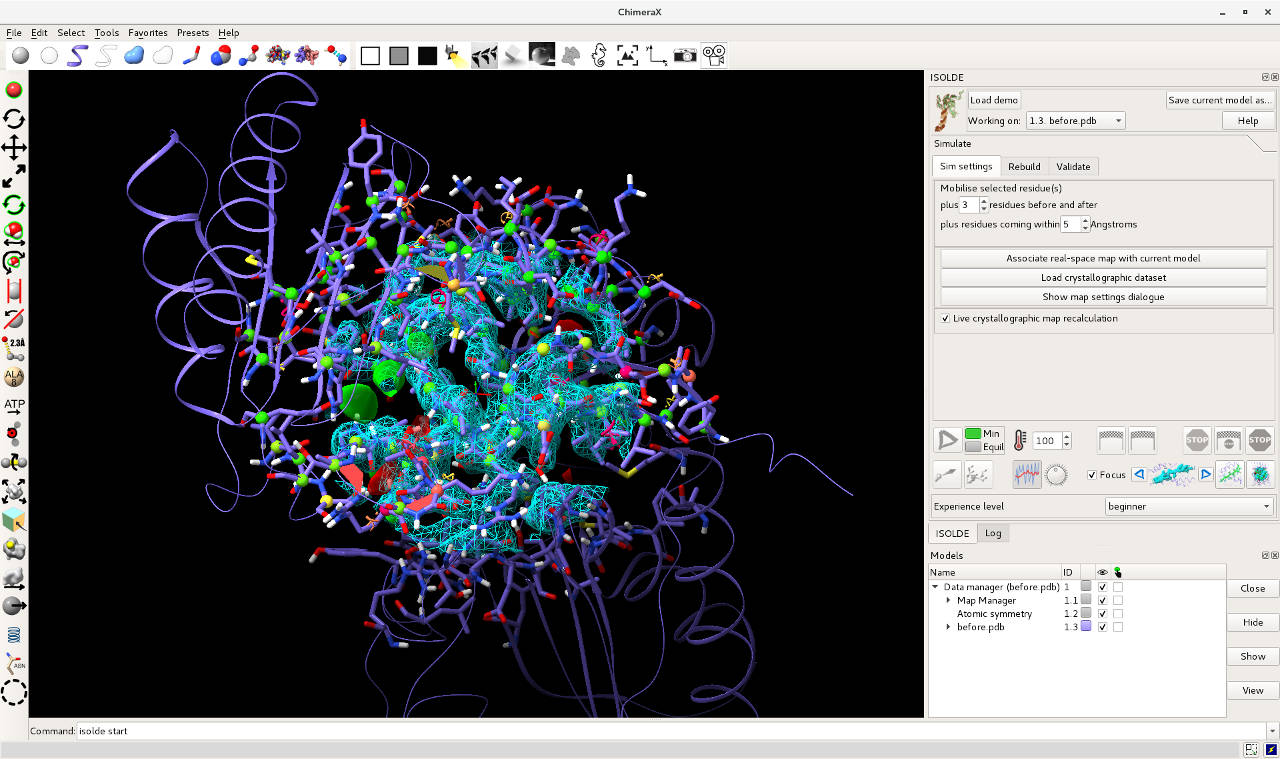 ChimeraX
File Edit Select Tools Favorites Presets Help
ISOLDE
Load demo
Save current model as...
Working on: 1.3. before.pdb
Help
Simulate
Sim settings Rebuild Validate
Mobilise selected residue(s)
plus 3 residues before and after
plus residues coming within 5 Angstroms
Associate real-space map with current model
Load crystallographic dataset
Show map settings dialogue
Live crystallographic map recalculation
2.3Å
ALA
ATP
ASN
Min
Equil
100
STOP
STOP
Focus
Experience level beginner
ISOLDE Log
Models
Name ID
Data manager (before.pdb) 1
Map Manager 1.1
Atomic symmetry 1.2
before.pdb 1.3
Close
Hide
Show
View
Command: isolde start